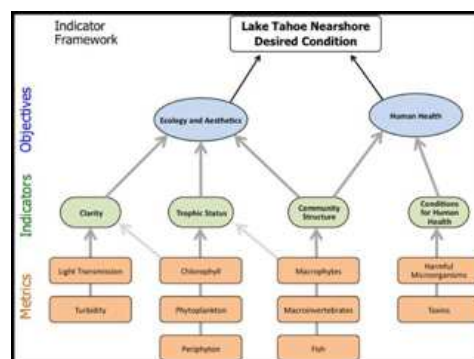 Indicator
Framework
Lake Tahoe Nearshore
Desired Condition
Objectives
Ecology and Aesthetics
Human Health
Indicators
Clarity
Trophic Status
Community
Structure
Conditions
for Human
Health
Metrics
Light Transmission
Chlorophyll
Macrophytes
Harmful
Microorganisms
Turbidity
Phytoplankton
Macroinvertebrates
Toxins
Periphyton
Fish